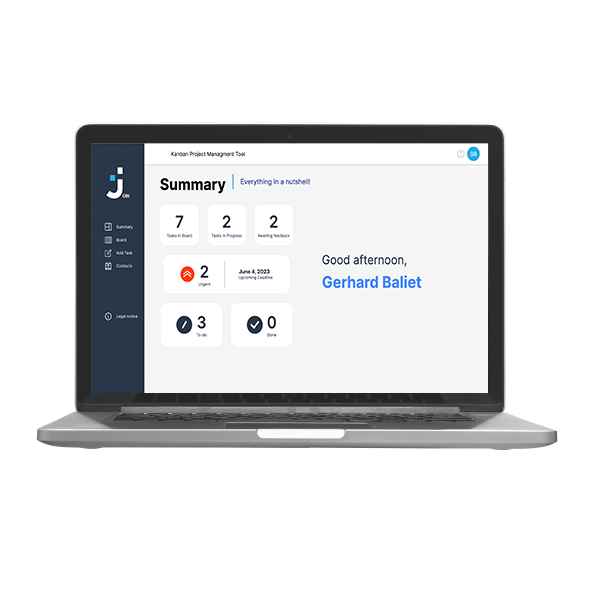 Kanban Project Managment Tool
?
GB
Join
Summary
Board
Add Task
Contacts
Legal notice
Summary
Everything in a nutshell!
7
Tasks in Board
2
Tasks in Progress
2
Awaiting Feedback
2
Urgent
June 4, 2023
Upcoming Deadline
3
To-do
0
Done
Good afternoon,
Gerhard Baliet